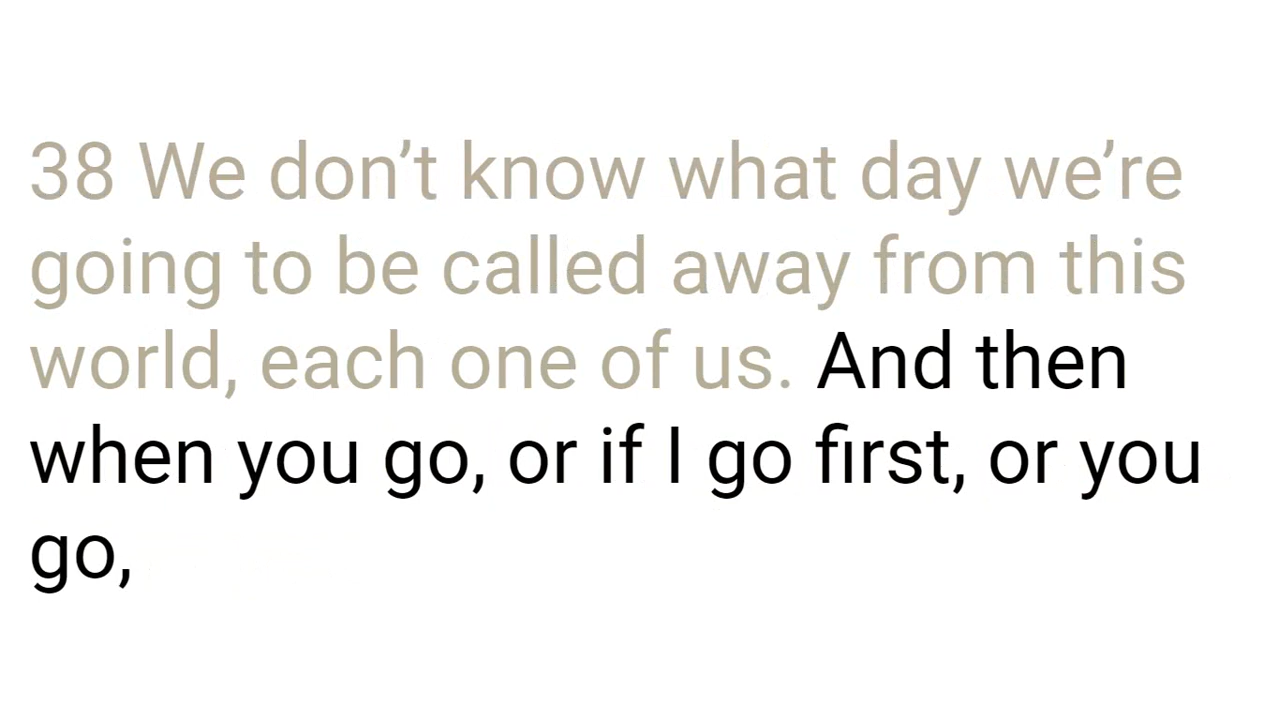 38 We don’t know what day we’re
going to be called away from this
world, each one of us. And then
when you go, or if I go first, or you
go,